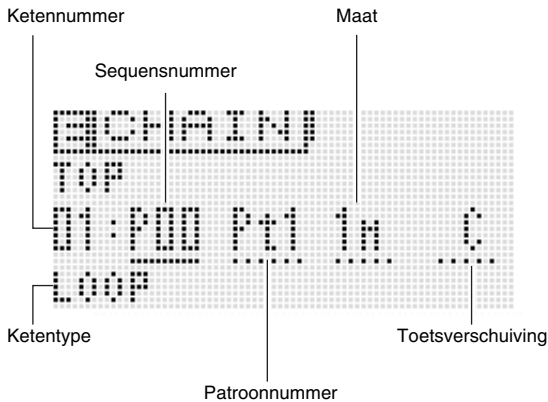 Ketennummer
Maat
Sequensnummer
CHAIN
TOP
01:P00 Pt1 1m C
LOOP
Ketentype
Toetsverschuiving
Patroonnummer